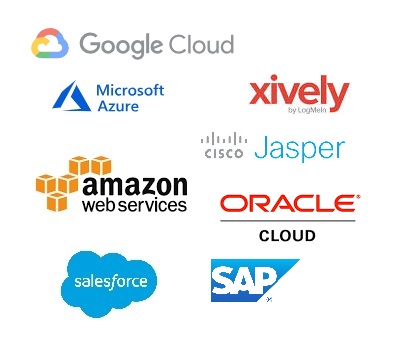 Google Cloud
Microsoft
Azure
xively
by LogMeIn
CISCO Jasper
amazon
web services
ORACLE®
CLOUD
salesforce
SAP